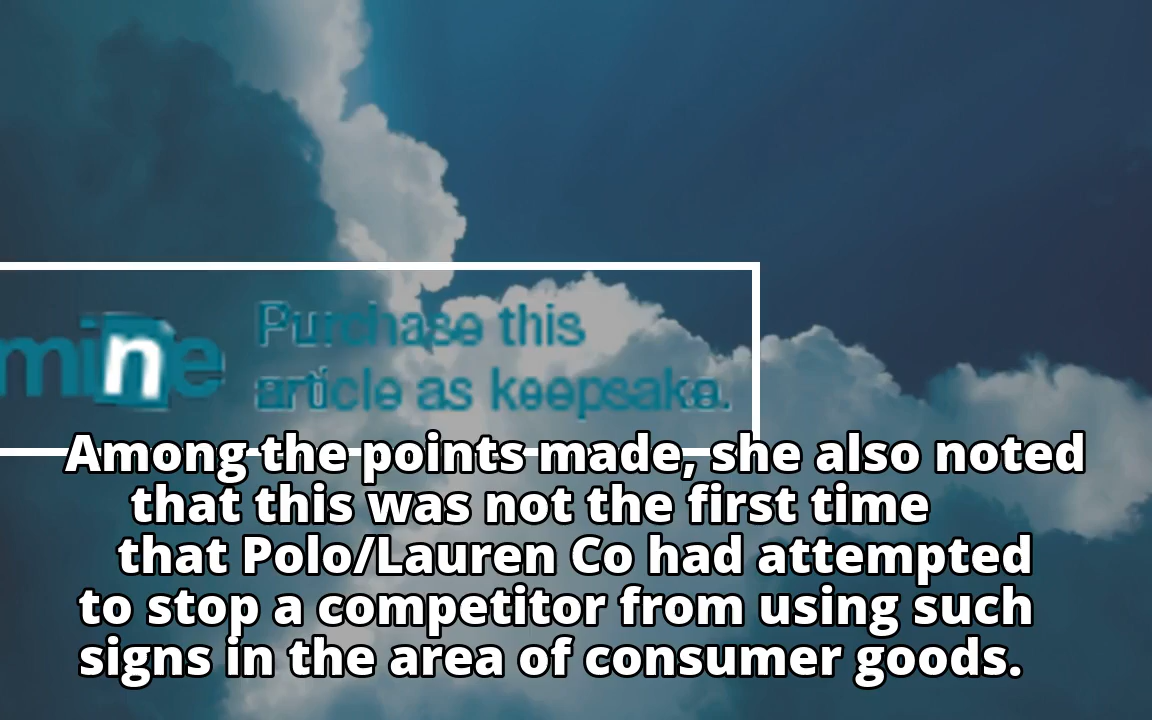 mine
Purchase this
article as keepsake.
Among the points made, she also noted
that this was not the first time
that Polo/Lauren Co had attempted
to stop a competitor from using such
signs in the area of consumer goods.